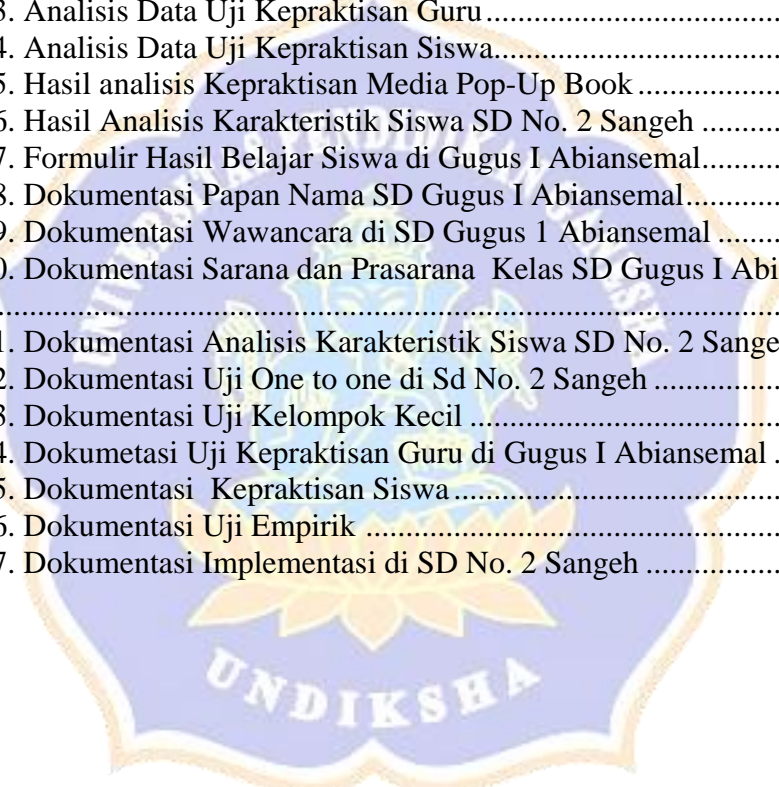 3. Analisis Data Uji Kepraktisan Guru........................................
4. Analisis Data Uji Kepraktisan Siswa.......................................
5. Hasil analisis Kepraktisan Media Pop-Up Book ..................
6. Hasil Analisis Karakteristik Siswa SD No. 2 Sangeh ..........
7. Formulir Hasil Belajar Siswa di Gugus I Abiansemal..........
8. Dokumentasi Papan Nama SD Gugus I Abiansemal............
9. Dokumentasi Wawancara di SD Gugus 1 Abiansemal ........
0. Dokumentasi Sarana dan Prasarana Kelas SD Gugus I Abi
....................................................................................................
1. Dokumentasi Analisis Karakteristik Siswa SD No. 2 Sange
2. Dokumentasi Uji One to one di Sd No. 2 Sangeh ................
3. Dokumentasi Uji Kelompok Kecil ........................................
4. Dokumetasi Uji Kepraktisan Guru di Gugus I Abiansemal .
5. Dokumentasi Kepraktisan Siswa..........................................
6. Dokumentasi Uji Empirik ....................................................
7. Dokumentasi Implementasi di SD No. 2 Sangeh .................
UNIVERSITAS PENDIDIKAN GANESHA
UNDIKSHA